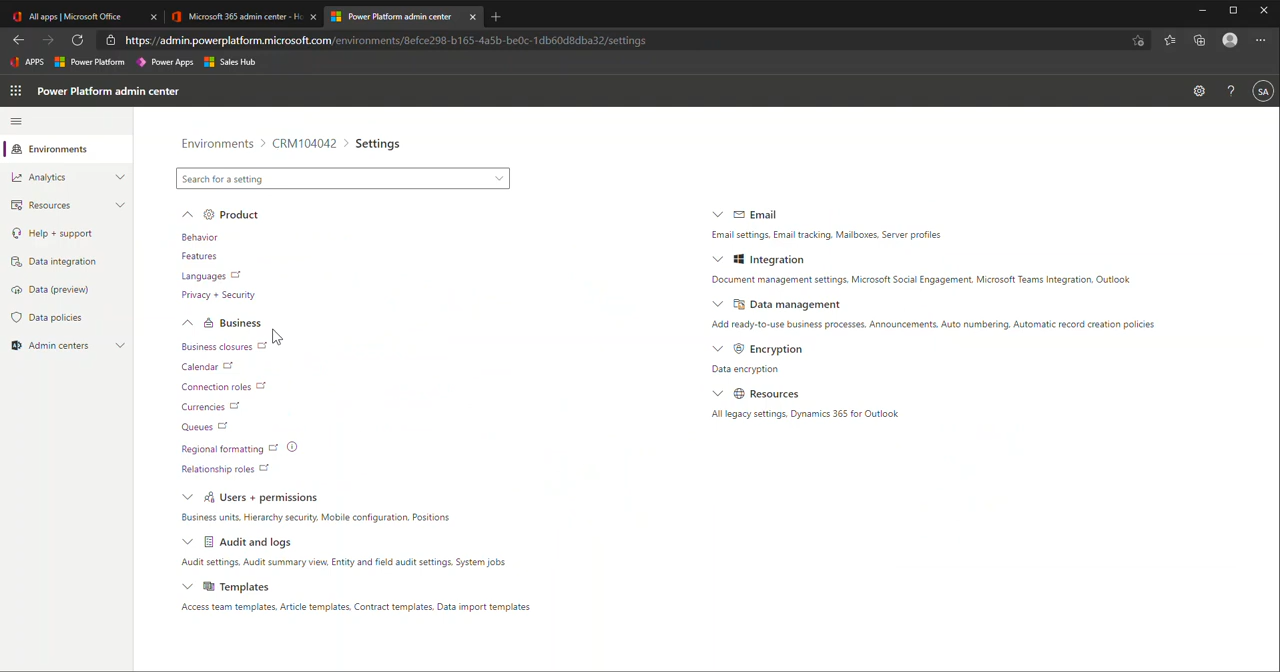 All apps | Microsoft Office
Microsoft 365 admin center - Ho
Power Platform admin center
https://admin.powerplatform.microsoft.com/environments/8efce298-b165-4a5b-be0c-1db60d8dba32/settings
APPS
Power Platform
Power Apps
Sales Hub
Power Platform admin center
?
SA
Environments
Analytics
Resources
Help + support
Data integration
Data (preview)
Data policies
Admin centers
Environments > CRM104042 > Settings
Search for a setting
Product
Behavior
Features
Languages
Privacy + Security
Business
Business closures
Calendar
Connection roles
Currencies
Queues
Regional formatting
Relationship roles
Users + permissions
Business units, Hierarchy security, Mobile configuration, Positions
Audit and logs
Audit settings, Audit summary view, Entity and field audit settings, System jobs
Templates
Access team templates, Article templates, Contract templates, Data import templates
Email
Email settings, Email tracking, Mailboxes, Server profiles
Integration
Document management settings, Microsoft Social Engagement, Microsoft Teams Integration, Outlook
Data management
Add ready-to-use business processes, Announcements, Auto numbering, Automatic record creation policies
Encryption
Data encryption
Resources
All legacy settings, Dynamics 365 for Outlook